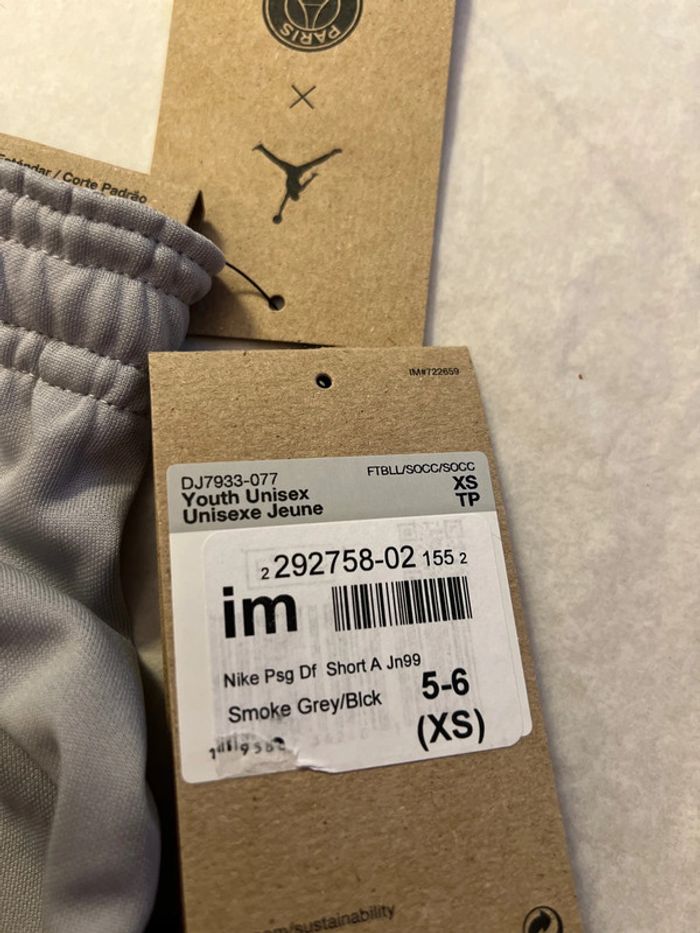 PARIS
×
Estándar / Corte Padrão
IM#722659
DJ7933-077
FTBLL/SOCC/SOCC
Youth Unisex
XS
Unisexe Jeune
TP
2 292758-02 155 2
im
Nike Psg Df Short A Jn99
Smoke Grey/Blck
5-6
(XS)
/sustainability